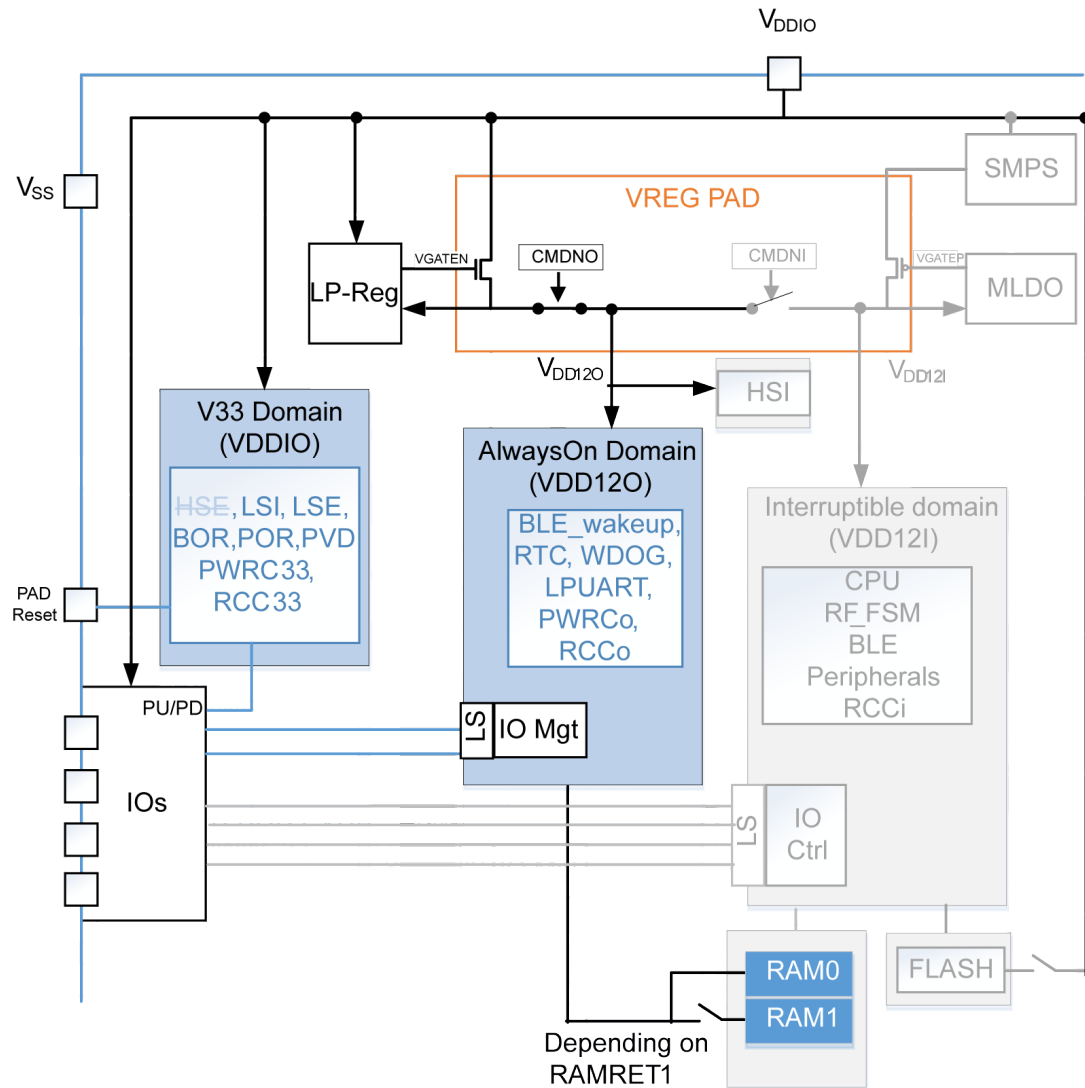 VDDIO
VSS
SMPS
VREG PAD
VGATEN
CMDNO
CMDNI
VGATEP
LP-Reg
MLDO
VDD12O
VDD12I
HSI
V33 Domain
(VDDIO)
HSE, LSI, LSE,
BOR,POR,PVD
PWRC33,
RCC33
AlwaysOn Domain
(VDD12O)
BLE_wakeup,
RTC, WDOG,
LPUART,
PWRCo,
RCCo
Interruptible domain
(VDD12I)
CPU
RF_FSM
BLE
Peripherals
RCCi
PAD
Reset
PU/PD
IOs
LS
IO Mgt
LS
IO
Ctrl
RAM0
RAM1
FLASH
Depending on
RAMRET1